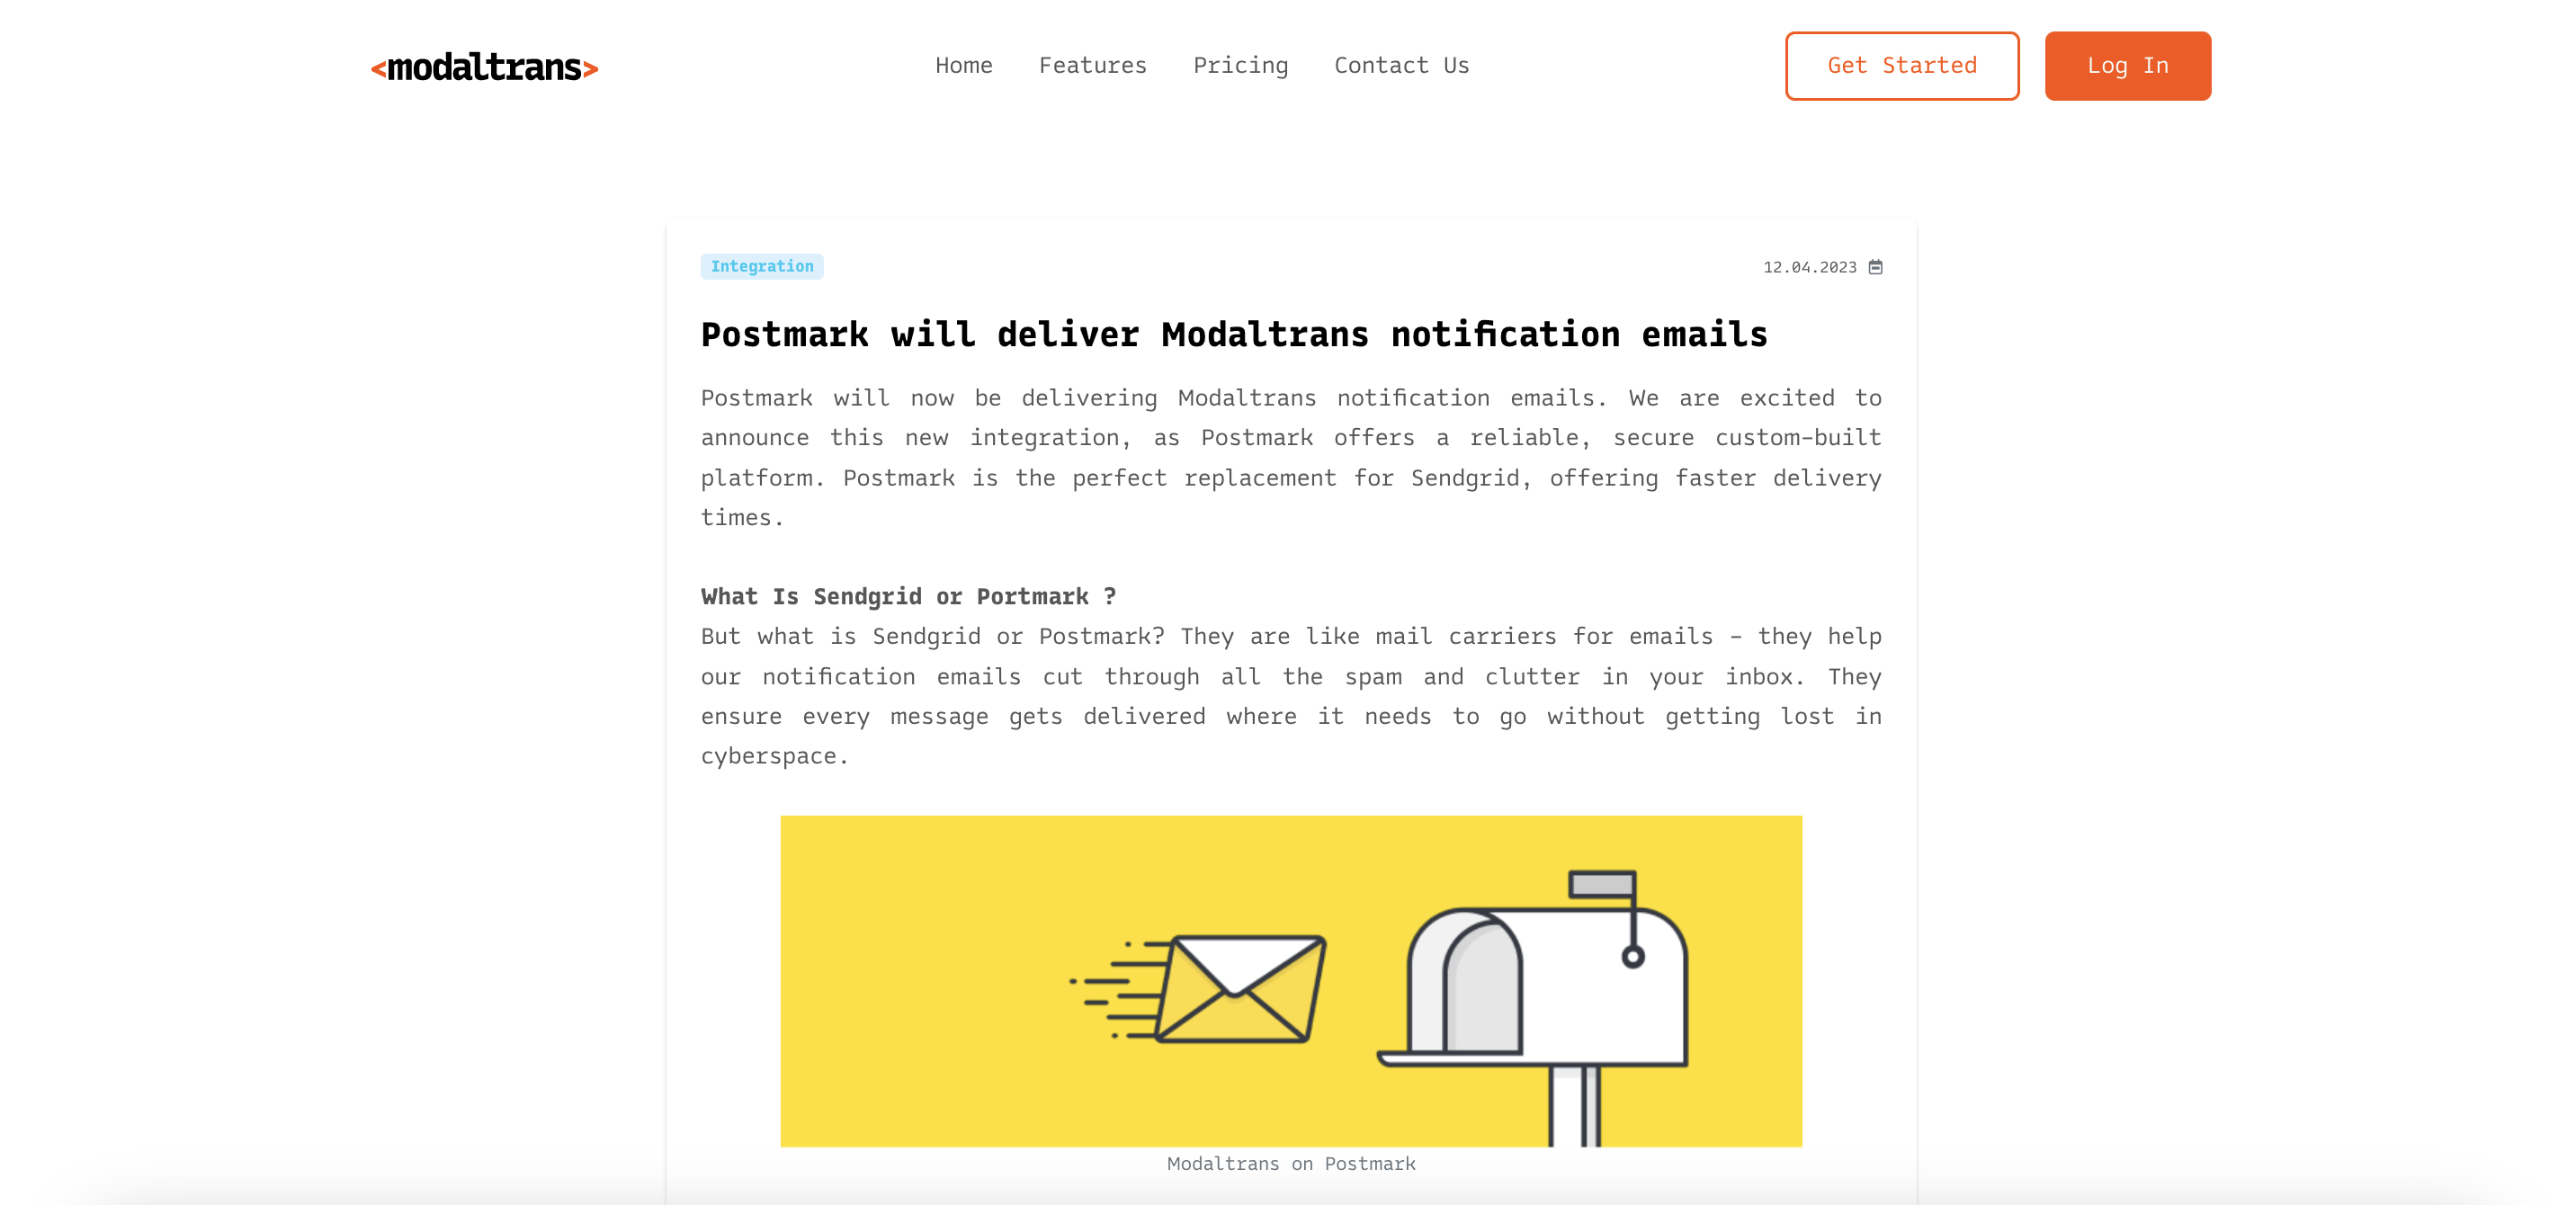 <modaltrans>
Home Features Pricing Contact Us
Get Started
Log In
Integration
12.04.2023
Postmark will deliver Modaltrans notification emails
Postmark will now be delivering Modaltrans notification emails. We are excited to
announce this new integration, as Postmark offers a reliable, secure custom-built
platform. Postmark is the perfect replacement for Sendgrid, offering faster delivery
times.
What Is Sendgrid or Portmark ?
But what is Sendgrid or Postmark? They are like mail carriers for emails - they help
our notification emails cut through all the spam and clutter in your inbox. They
ensure every message gets delivered where it needs to go without getting lost in
cyberspace.
Modaltrans on Postmark